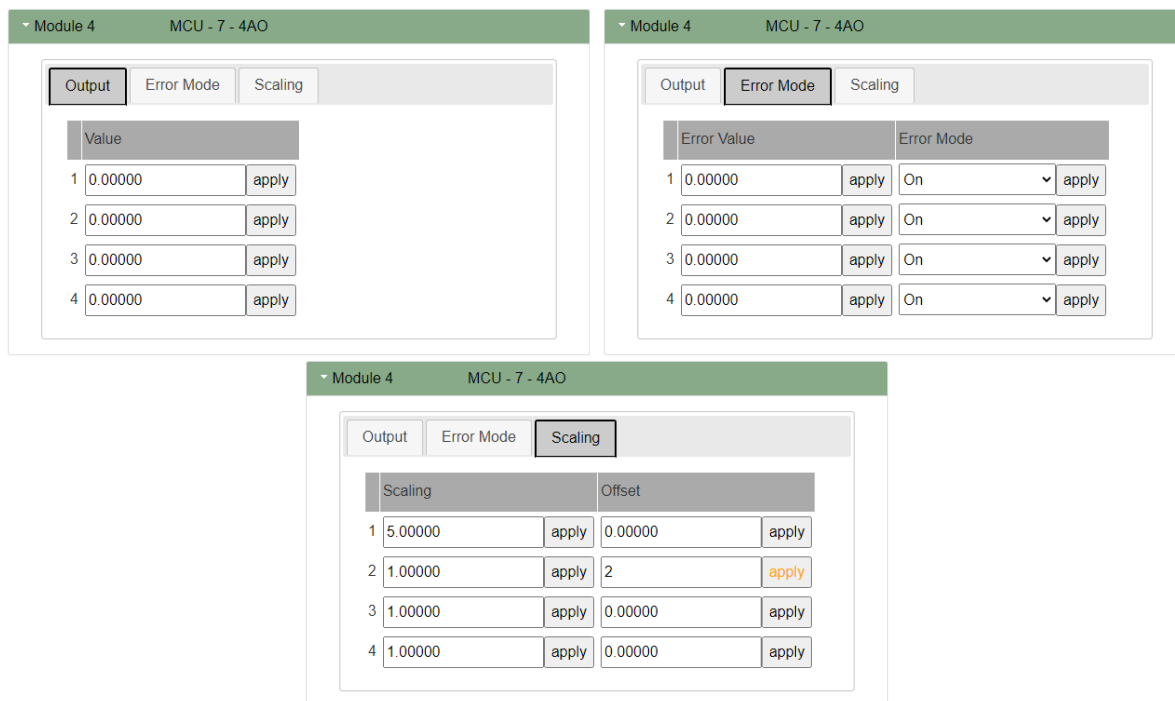 Module 4 MCU - 7 - 4AO
Output Error Mode Scaling
Value
1 0.00000 apply
2 0.00000 apply
3 0.00000 apply
4 0.00000 apply
Module 4 MCU - 7 - 4AO
Output Error Mode Scaling
Error Value Error Mode
1 0.00000 apply On apply
2 0.00000 apply On apply
3 0.00000 apply On apply
4 0.00000 apply On apply
Module 4 MCU - 7 - 4AO
Output Error Mode Scaling
Scaling Offset
1 5.00000 apply 0.00000 apply
2 1.00000 apply 2 apply
3 1.00000 apply 0.00000 apply
4 1.00000 apply 0.00000 apply